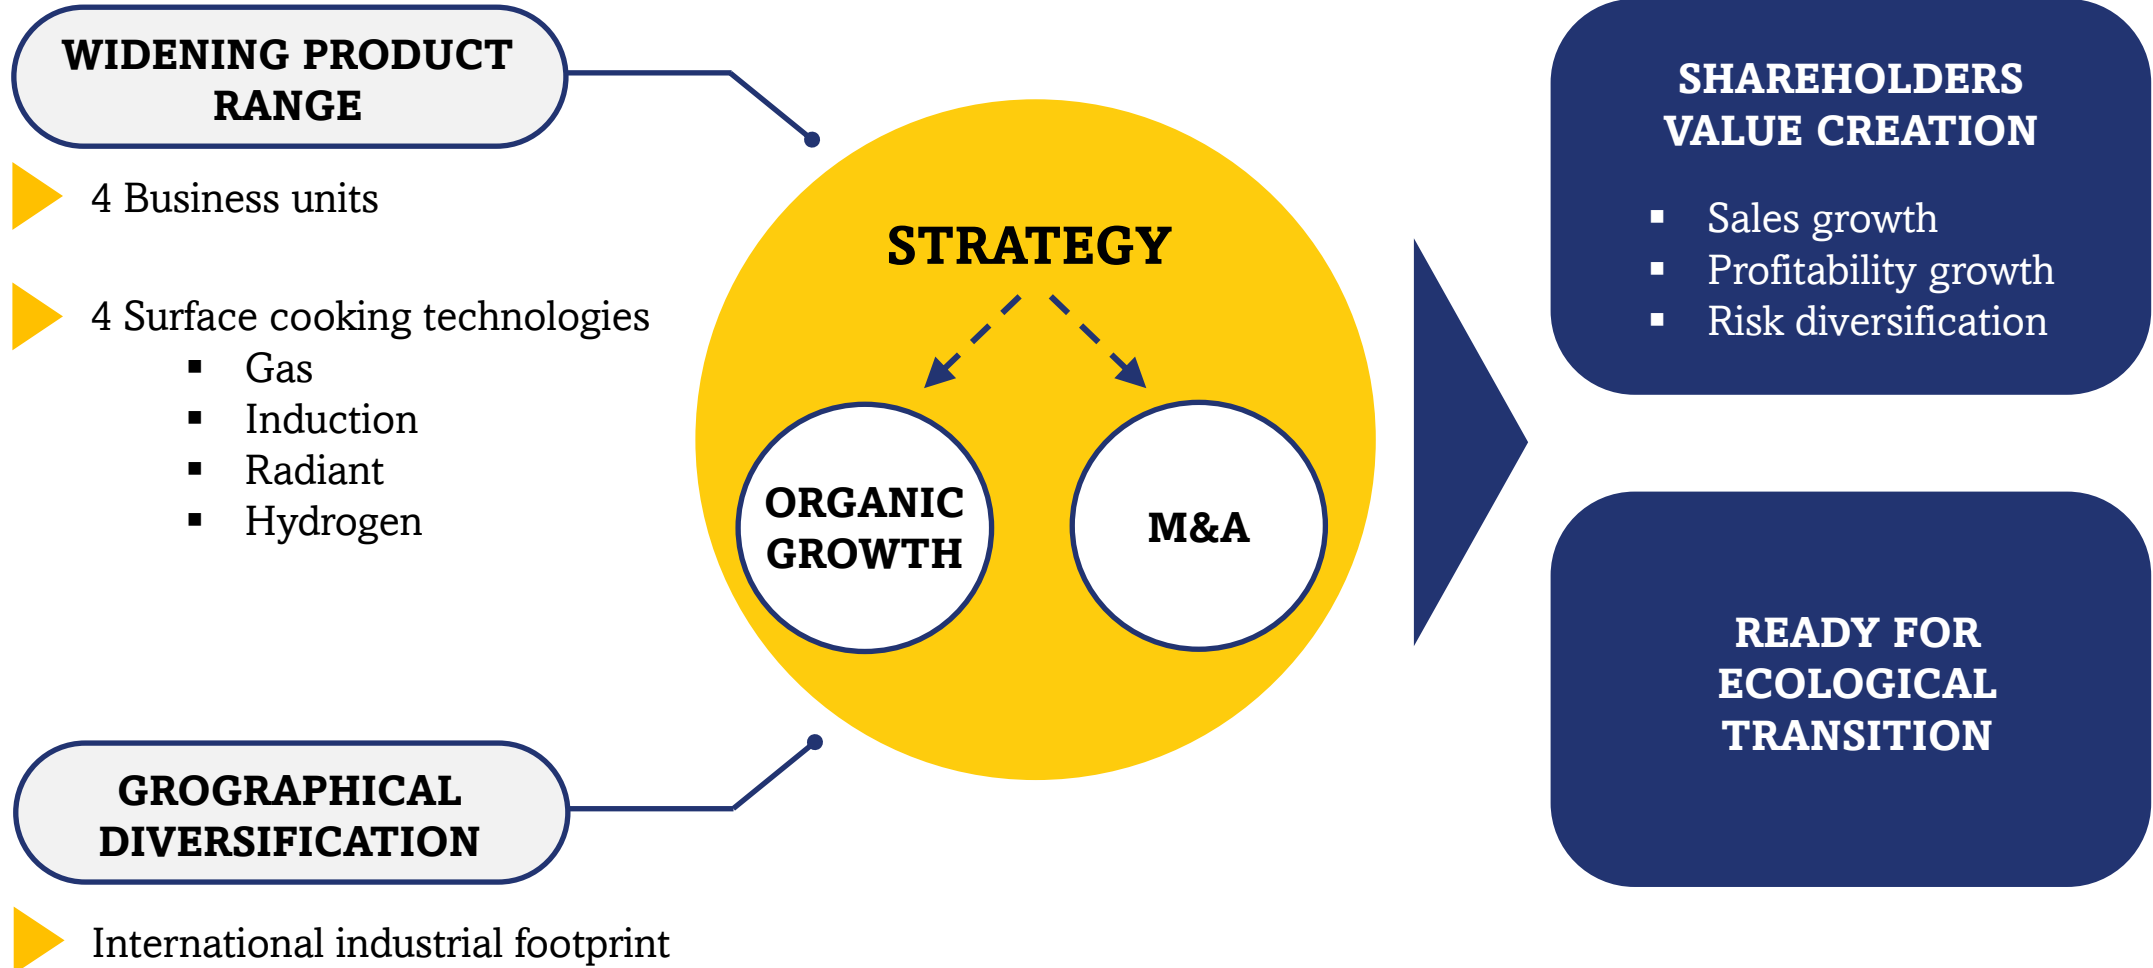 WIDENING PRODUCT
RANGE
4 Business units
4 Surface cooking technologies
▪ Gas
▪ Induction
▪ Radiant
▪ Hydrogen
GROGRAPHICAL
DIVERSIFICATION
International industrial footprint
STRATEGY
ORGANIC
GROWTH
M&A
SHAREHOLDERS
VALUE CREATION
▪ Sales growth
▪ Profitability growth
▪ Risk diversification
READY FOR
ECOLOGICAL
TRANSITION